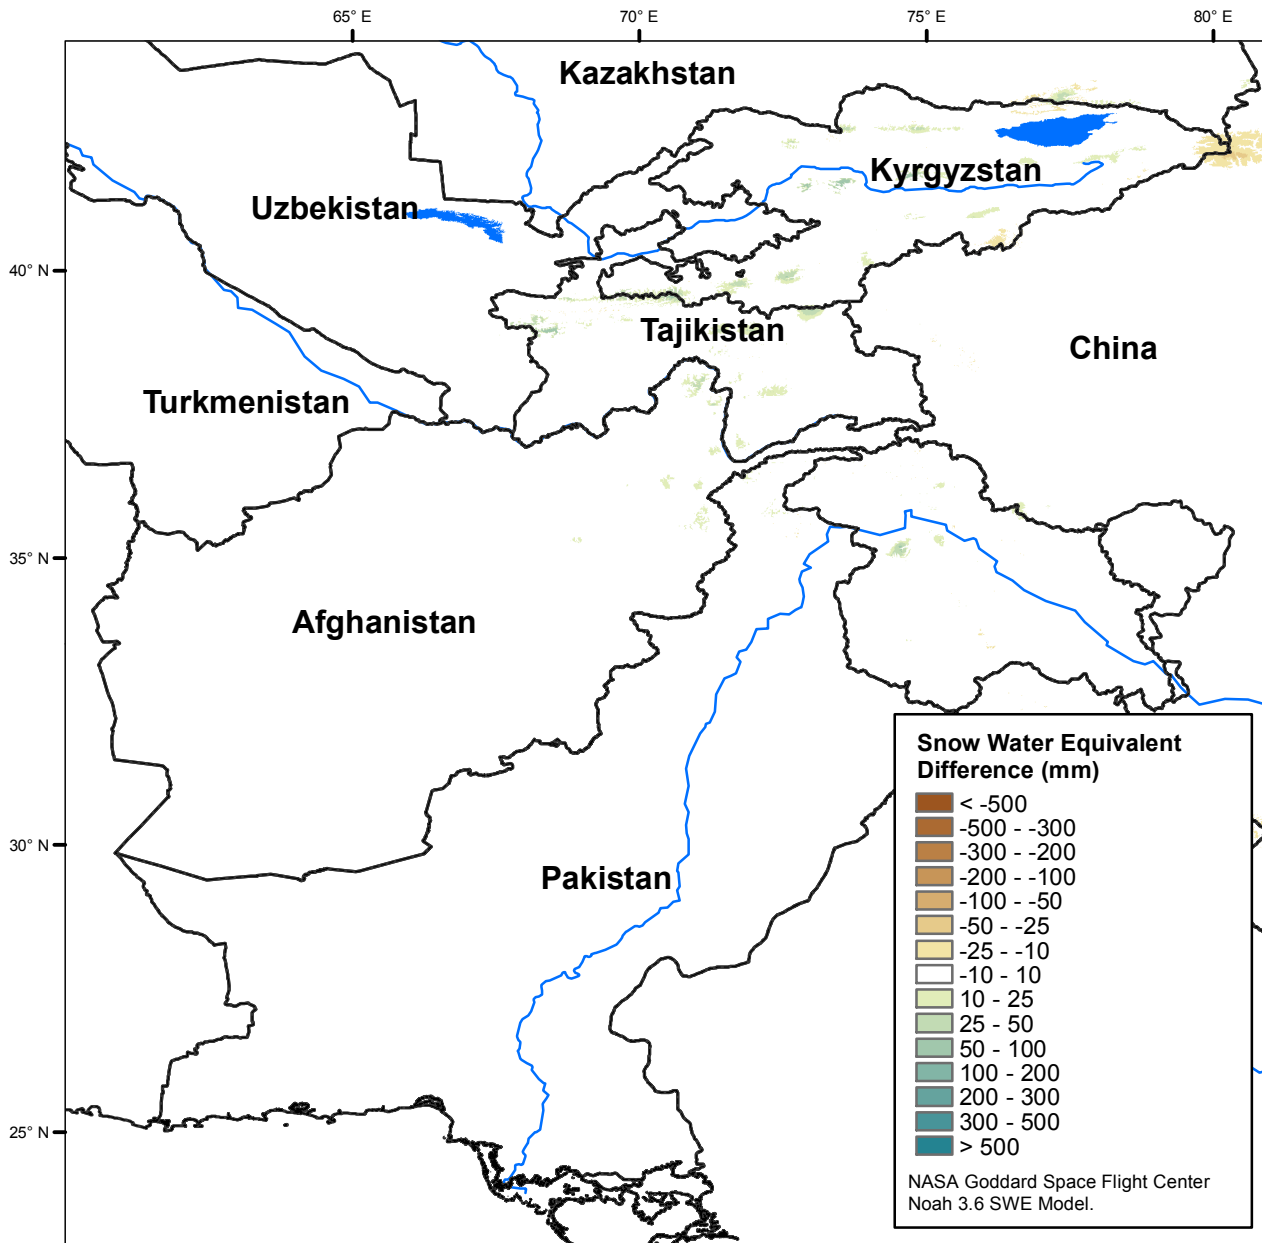 65° E
70° E
75° E
80° E
Kazakhstan
Kyrgyzstan
Uzbekistan
40° N
Tajikistan
China
Turkmenistan
35° N
Afghanistan
Snow Water Equivalent
Difference (mm)
< -500
-500 - -300
-300 - -200
-200 - -100
-100 - -50
-50 - -25
-25 - -10
-10 - 10
10 - 25
25 - 50
50 - 100
100 - 200
200 - 300
300 - 500
> 500
NASA Goddard Space Flight Center
Noah 3.6 SWE Model.
30° N
Pakistan
25° N